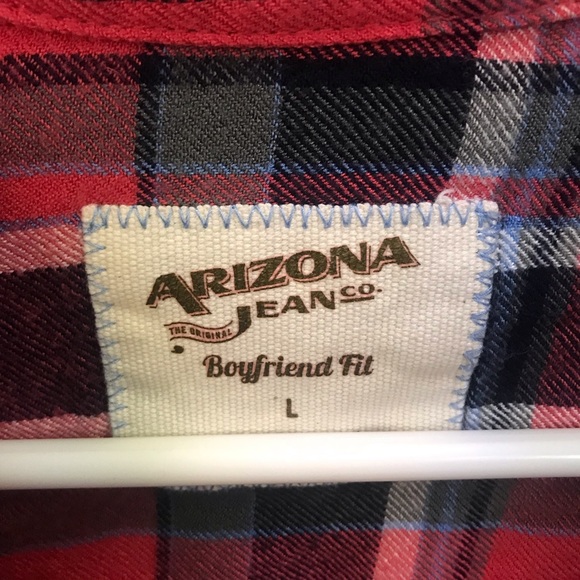 ARIZONA
JEAN CO.
THE ORIGINAL
Boyfriend Fit
L